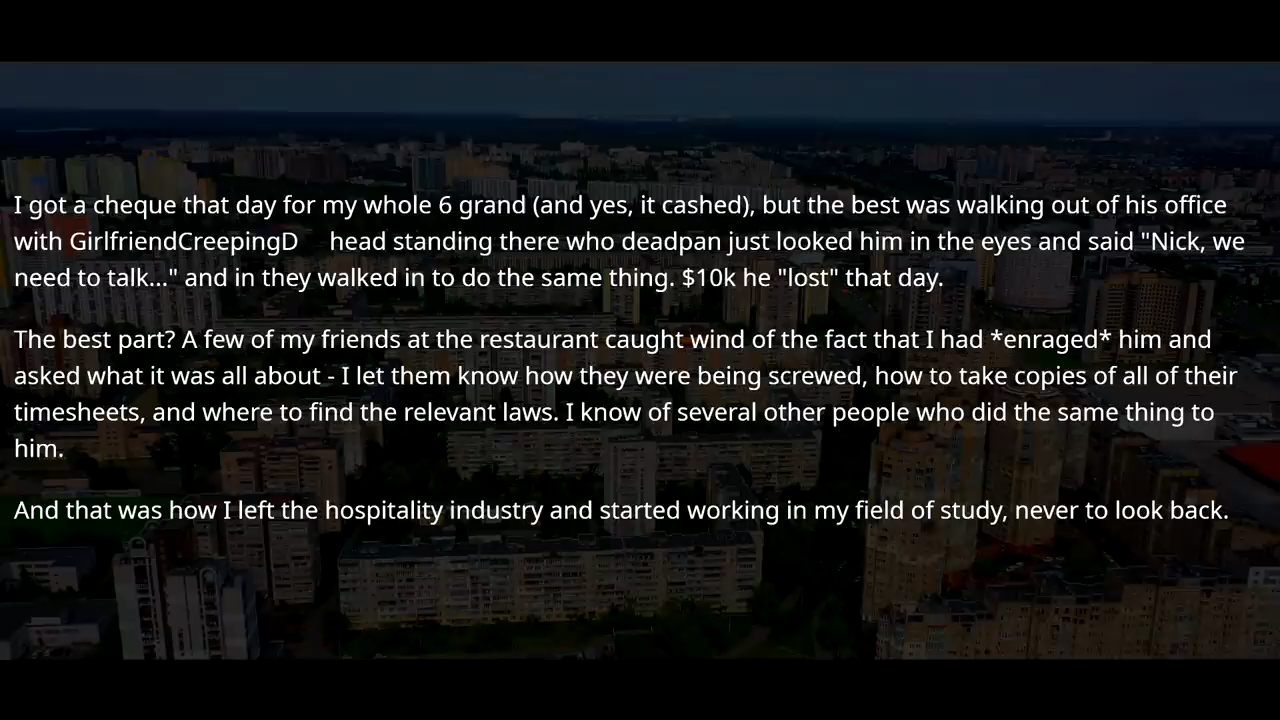 I got a cheque that day for my whole 6 grand (and yes, it cashed), but the best was walking out of his office
with GirlfriendCreepingD head standing there who deadpan just looked him in the eyes and said "Nick, we
need to talk..." and in they walked in to do the same thing. $10k he "lost" that day.
The best part? A few of my friends at the restaurant caught wind of the fact that I had *enraged* him and
asked what it was all about - I let them know how they were being screwed, how to take copies of all of their
timesheets, and where to find the relevant laws. I know of several other people who did the same thing to
him.
And that was how I left the hospitality industry and started working in my field of study, never to look back.